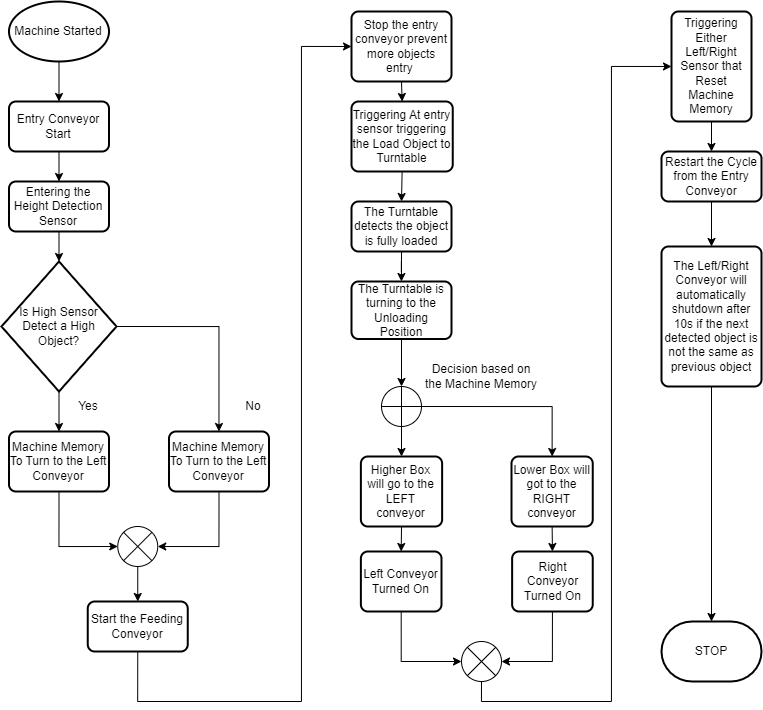 Machine Started
Entry Conveyor
Start
Entering the
Height Detection
Sensor
Is High Sensor
Detect a High
Object?
Yes
No
Machine Memory
To Turn to the Left
Conveyor
Machine Memory
To Turn to the Left
Conveyor
Start the Feeding
Conveyor
Stop the entry
conveyor prevent
more objects
entry
Triggering At entry
sensor triggering
the Load Object to
Turntable
The Turntable
detects the object
is fully loaded
The Turntable is
turning to the
Unloading
Position
Decision based on
the Machine Memory
Higher Box
will go to the
LEFT
conveyor
Lower Box will
got to the
RIGHT
conveyor
Left Conveyor
Turned On
Right
Conveyor
Turned On
Triggering
Either
Left/Right
Sensor that
Reset
Machine
Memory
Restart the Cycle
from the Entry
Conveyor
The Left/Right
Conveyor will
automatically
shutdown after
10s if the next
detected object is
not the same as
previous object
STOP